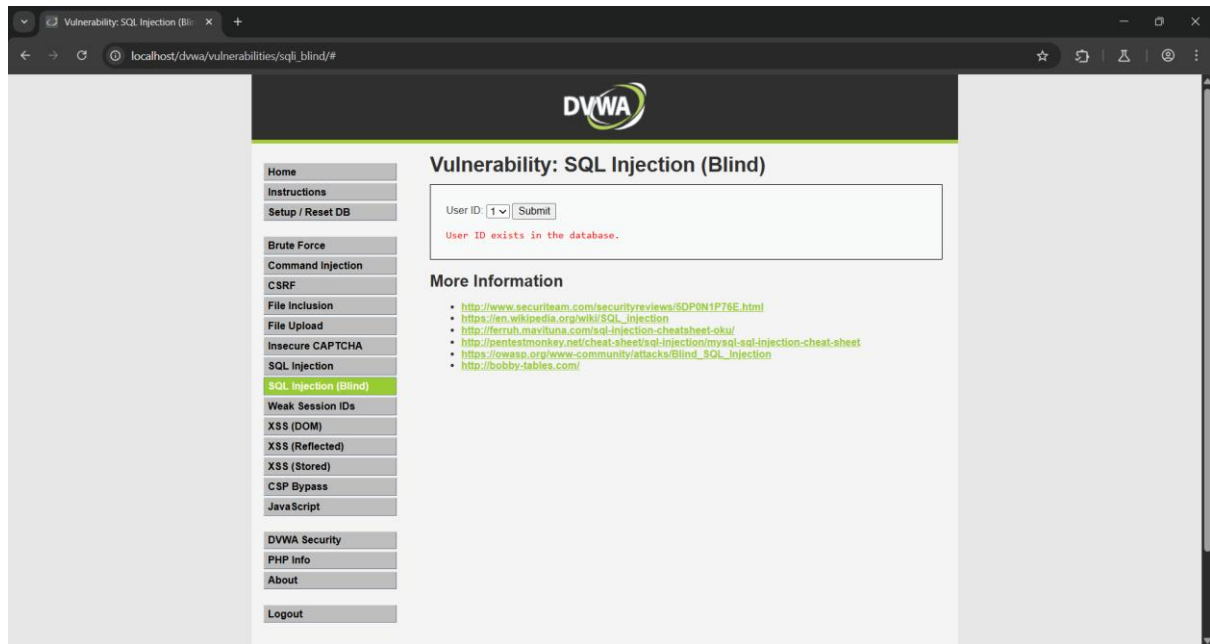 Vulnerability: SQL Injection (Blin
localhost/dvwa/vulnerabilities/sqli_blind/#
DVWA
Home
Instructions
Setup / Reset DB
Brute Force
Command Injection
CSRF
File Inclusion
File Upload
Insecure CAPTCHA
SQL Injection
SQL Injection (Blind)
Weak Session IDs
XSS (DOM)
XSS (Reflected)
XSS (Stored)
CSP Bypass
JavaScript
DVWA Security
PHP Info
About
Logout
Vulnerability: SQL Injection (Blind)
User ID: 1 Submit
User ID exists in the database.
More Information
http://www.securiteam.com/securityreviews/5DP0N1P76E.html
https://en.wikipedia.org/wiki/SQL_injection
http://ferruh.mavituna.com/sql-injection-cheatsheet-oku/
http://pentestmonkey.net/cheat-sheet/sql-injection/mysql-sql-injection-cheat-sheet
https://owasp.org/www-community/attacks/Blind_SQL_Injection
http://bobby-tables.com/